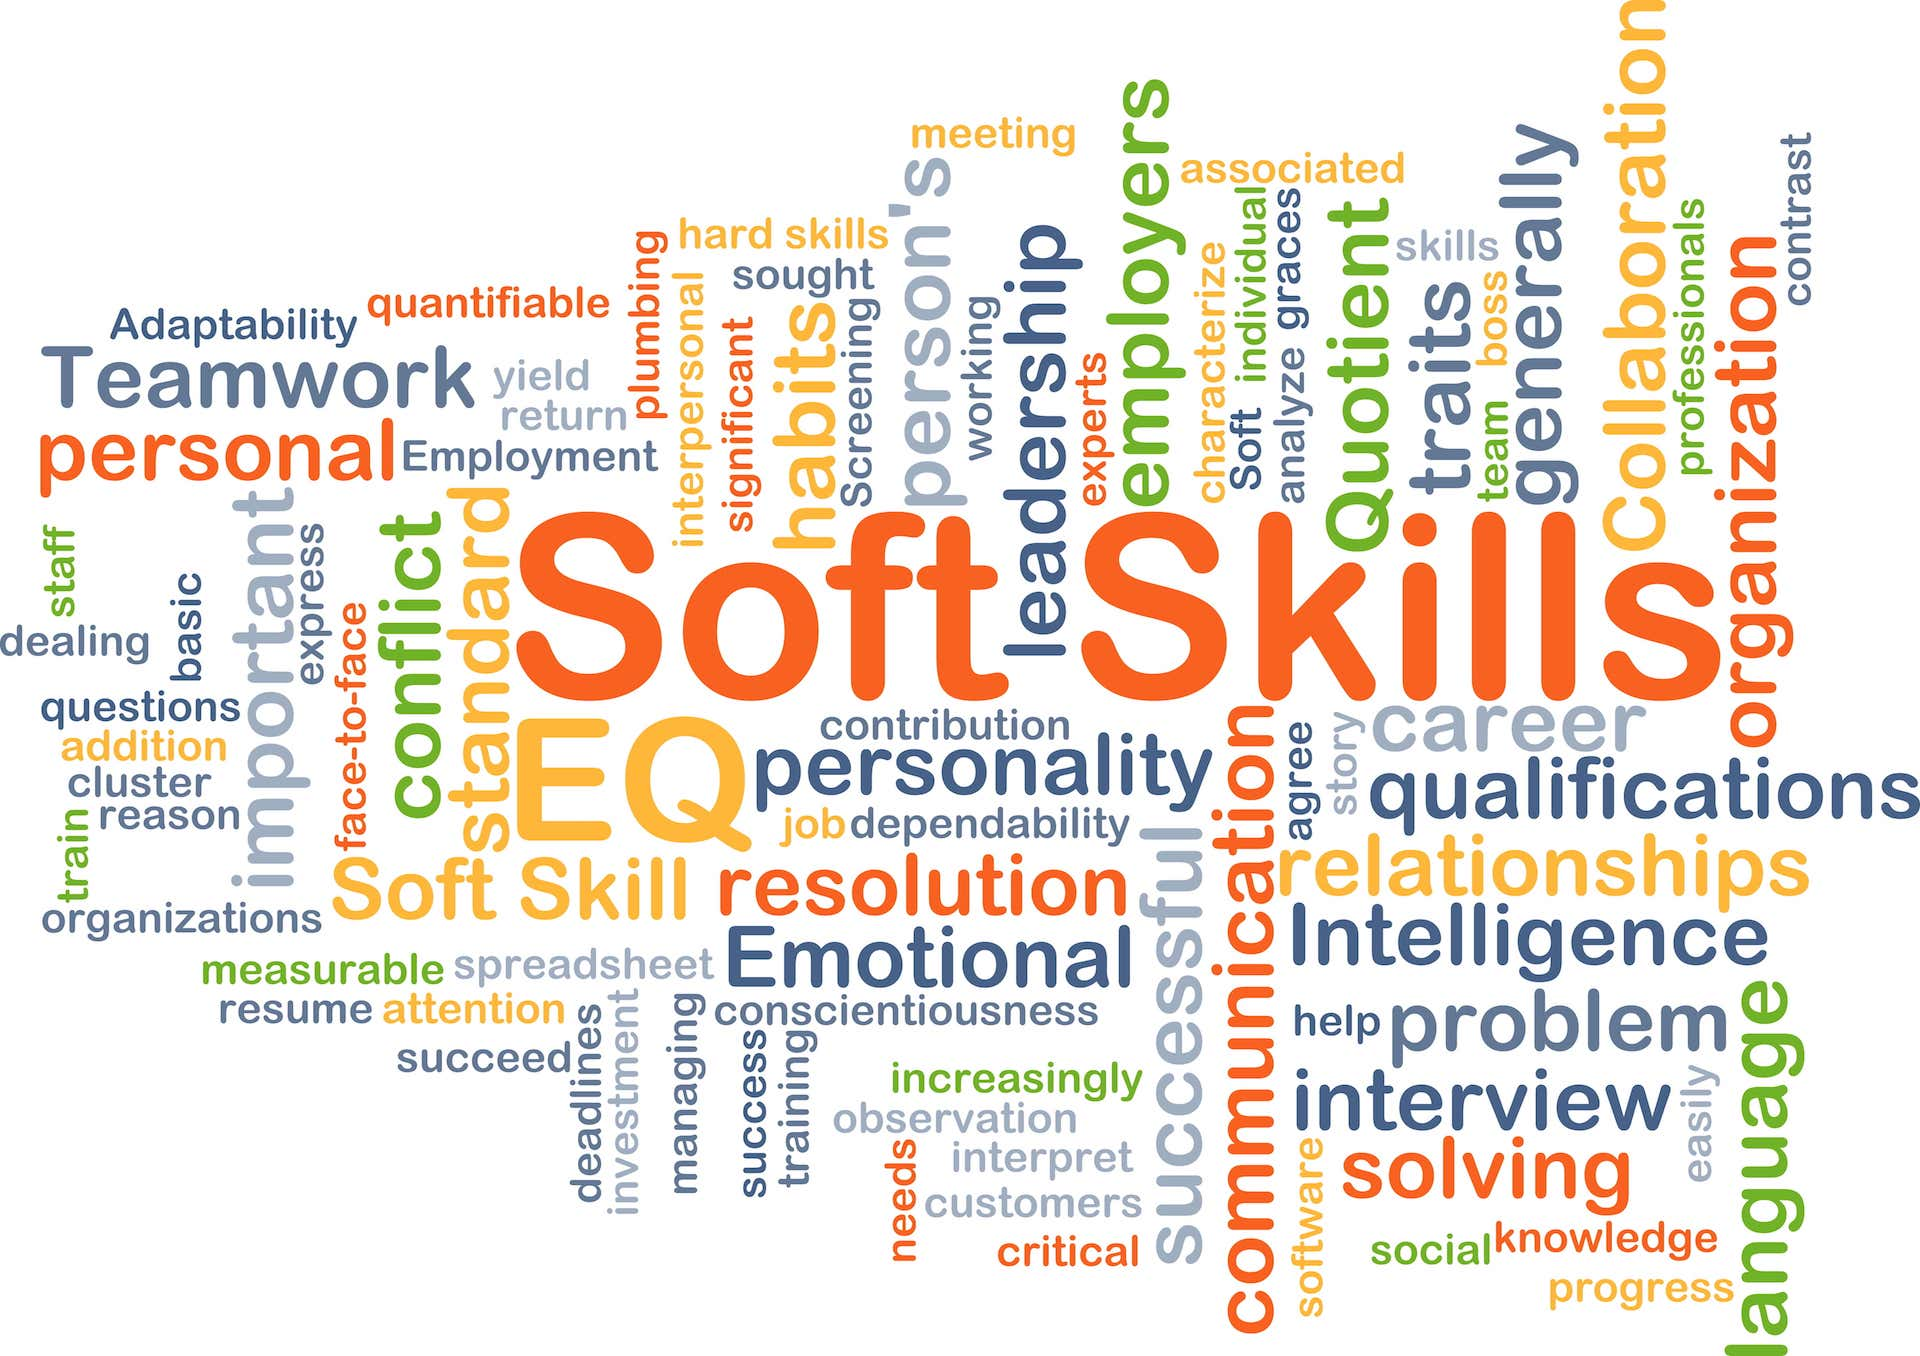 Collaboration
meeting
employers
associated
generally
contrast
person's
individual
graces
Quotient
skills
professionals
hard skills
sought
plumbing
leadership
characterize
boss
organization
Adaptability
quantifiable
interpersonal
significant
habits
Screening
working
experts
Soft
analyze
traits
team
Teamwork
yield
return
personal
Employment
staff
basic
important
express
conflict
standard
Soft Skills
dealing
face-to-face
questions
addition
cluster
reason
train
organizations
EQ
contribution
personality
job
dependability
communication
agree
story
career
qualifications
Soft Skill
resolution
successful
relationships
Emotional
Intelligence
measurable
spreadsheet
resume
attention
conscientiousness
help
problem
language
succeed
deadlines
investment
managing
success
training
increasingly
observation
interpret
needs
customers
critical
interview
easily
solving
software
social
knowledge
progress